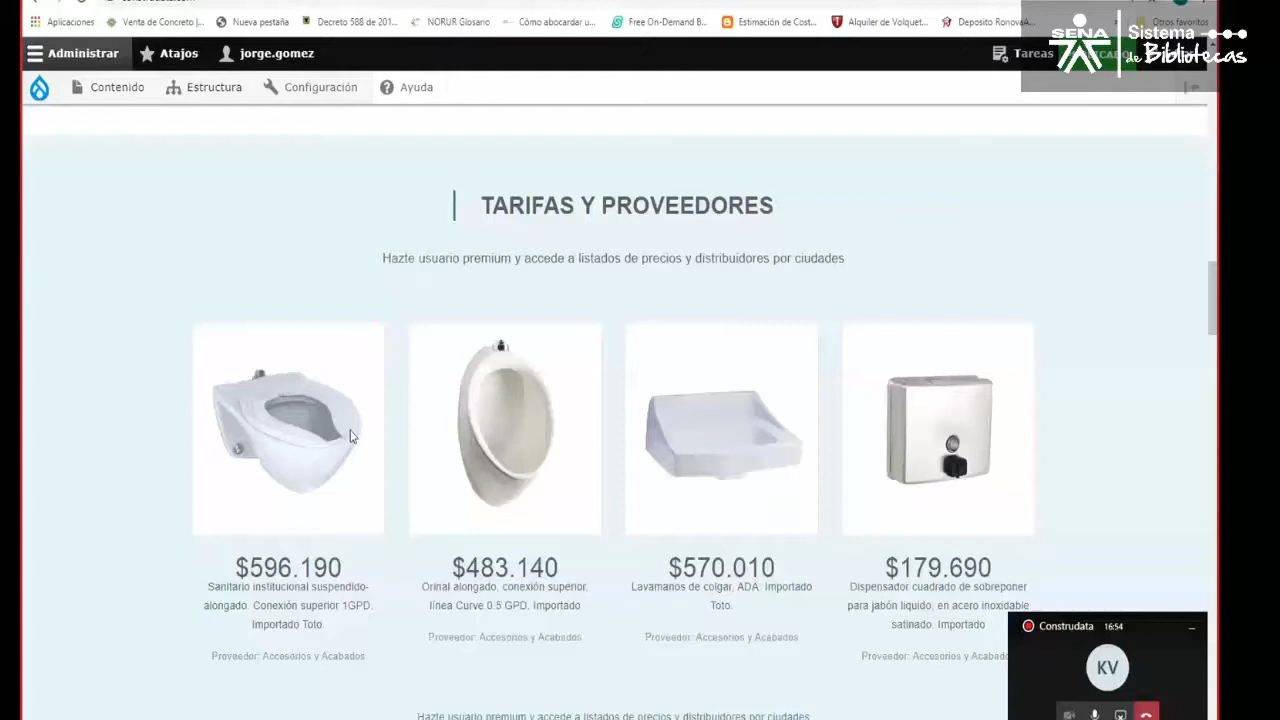 Aplicaciones
Venta de Concreto |...
Nueva pestaña
Decreto 588 de 201...
NORUR Glosario
Cómo abocardar u...
Free On-Demand B...
Estimación de Cost...
Alquiler de Volquet...
Deposito RonovaA...
Otros favoritos
Administrar
Atajos
jorge.gomez
Tareas
SENA
Sistema
de Bibliotecas
Contenido
Estructura
Configuración
Ayuda
TARIFAS Y PROVEEDORES
Hazte usuario premium y accede a listados de precios y distribuidores por ciudades
$596.190
Sanitario institucional suspendido-
alongado. Conexión superior 1GPD.
Importado Toto.
Proveedor: Accesorios y Acabados
$483.140
Orinal alongado, conexión superior,
línea Curve 0.5 GPD, Importado
Proveedor: Accesorios y Acabados
$570.010
Lavamanos de colgar, ADA. Importado
Toto.
Proveedor: Accesorios y Acabados
$179.690
Dispensador cuadrado de sobreponer
para jabón líquido, en acero inoxidable
satinado. Importado
Proveedor: Accesorios y Acabado
Construdata
16:54
KV
Hazte usuario premium y accede a listados de precios y distribuidores por ciudades